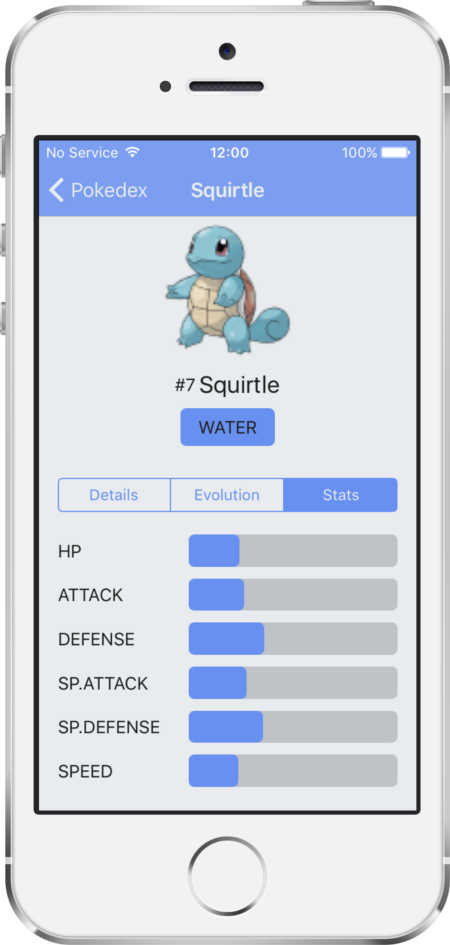 No Service 12:00 100%
Pokedex Squirtle
#7 Squirtle
WATER
Details Evolution Stats
HP
ATTACK
DEFENSE
SP.ATTACK
SP.DEFENSE
SPEED